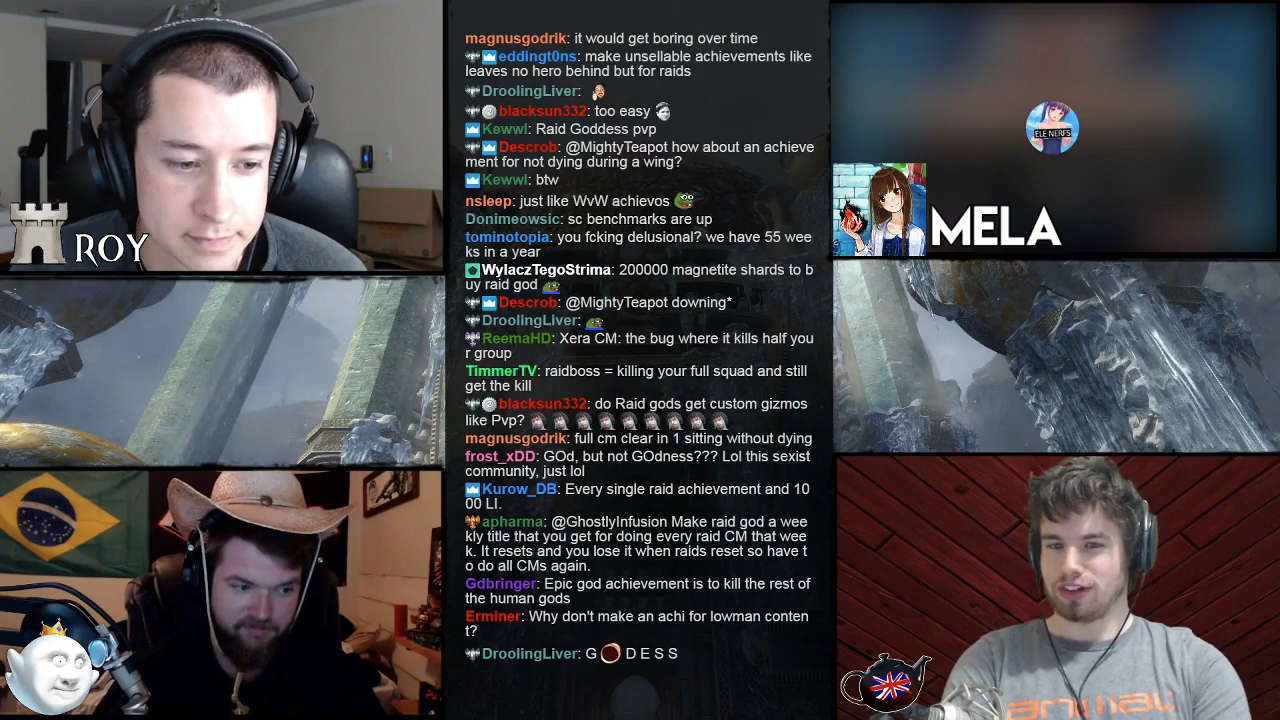 magnusgodrik: it would get boring over time
eddingt0ns: make unsellable achievements like
leaves no hero behind but for raids
DroolingLiver:
blacksun332: too easy
Kewwl: Raid Goddess pvp
Descrob: @MightyTeapot how about an achieve
ment for not dying during a wing?
Kewwl: btw
nsleep: just like WvW achievos
Donimeowsic: sc benchmarks are up
tominotopia: you fcking delusional? we have 55 wee
ks in a year
WylaczTegoStrima: 200000 magnetite shards to b
uy raid god
Descrob: @MightyTeapot downing*
DroolingLiver:
ReemaHD: Xera CM: the bug where it kills half you
r group
TimmerTV: raidboss = killing your full squad and still
get the kill
blacksun332: do Raid gods get custom gizmos
like Pvp?
magnusgodrik: full cm clear in 1 sitting without dying
frost_xDD: GOd, but not GOdness??? Lol this sexist
community, just lol
Kurow_DB: Every single raid achievement and 10
00 LI.
apharma: @GhostlyInfusion Make raid god a wee
kly title that you get for doing every raid CM that wee
k. It resets and you lose it when raids reset so have t
o do all CMs again.
Gdbringer: Epic god achievement is to kill the rest of
the human gods
Erminer: Why don't make an achi for lowman conten
t?
DroolingLiver: G D E S S
ROY
ELE NERFS
MELA